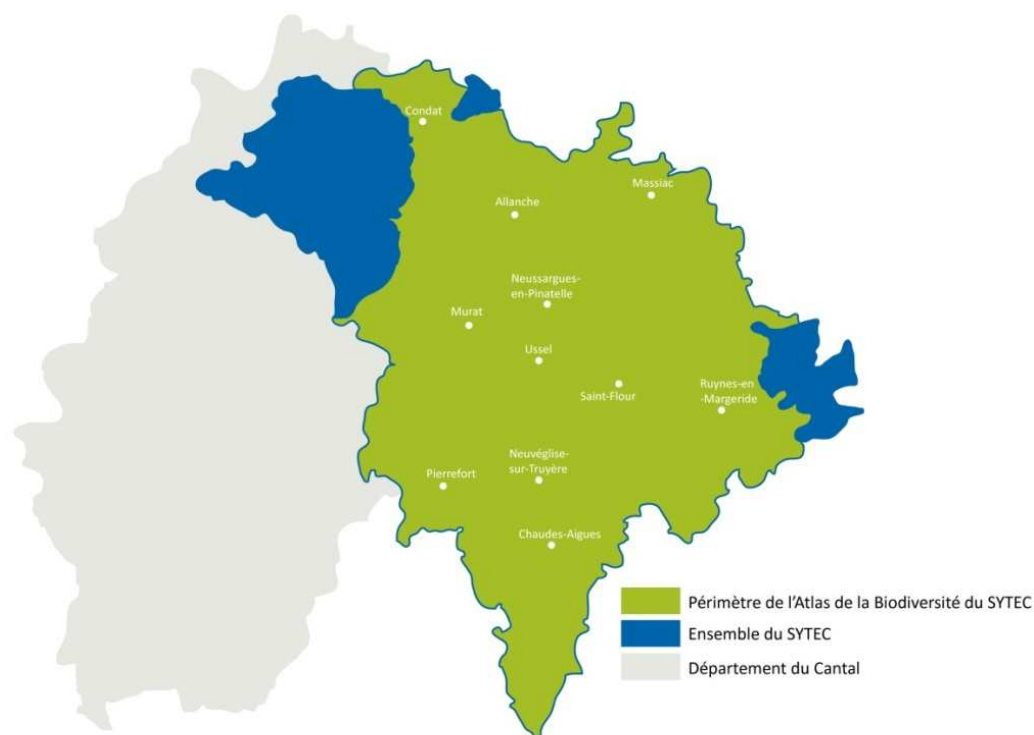 Condat
Massiac
Allanche
Neussargues-
en-Pinatelle
Murat
Ussel
Saint-Flour
Ruynes-en
-Margeride
Neuvéglise-
sur-Truyère
Pierrefort
Chaudes-Aigues
Périmètre de l'Atlas de la Biodiversité du SYTEC
Ensemble du SYTEC
Département du Cantal